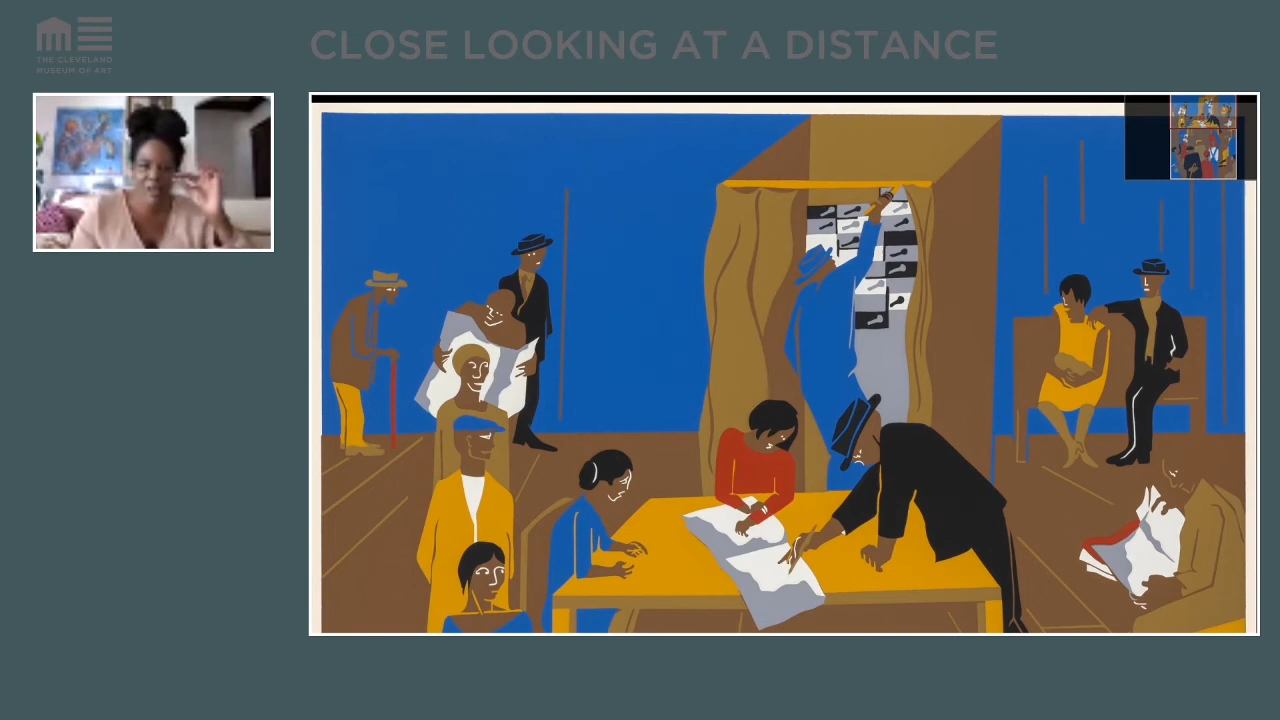 CLOSE LOOKING AT A DISTANCE
THE CLEVELAND
MUSEUM OF ART